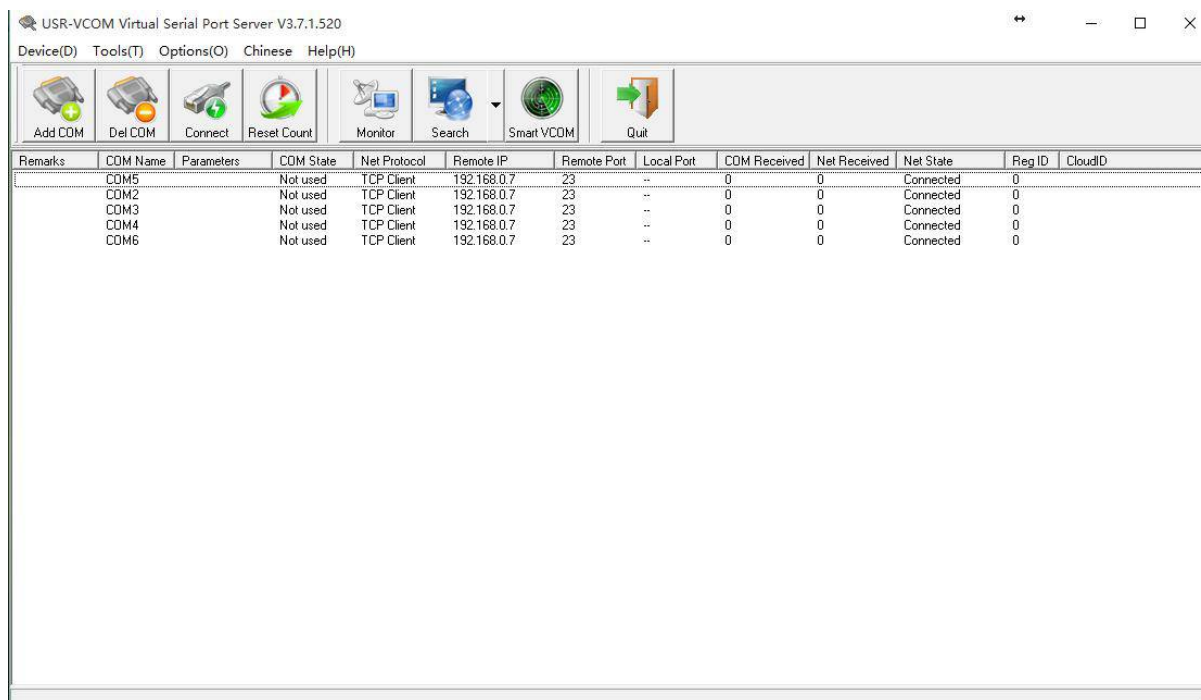 USR-VCOM Virtual Serial Port Server V3.7.1.520
Device(D) Tools(T) Options(O) Chinese Help(H)
Add COM Del COM Connect Reset Count Monitor Search Smart VCOM Quit
Remarks COM Name Parameters COM State Net Protocol Remote IP Remote Port Local Port COM Received Net Received Net State Reg ID CloudID
COM5 Not used TCP Client 192.168.0.7 23 -- 0 0 Connected 0
COM2 Not used TCP Client 192.168.0.7 23 -- 0 0 Connected 0
COM3 Not used TCP Client 192.168.0.7 23 -- 0 0 Connected 0
COM4 Not used TCP Client 192.168.0.7 23 -- 0 0 Connected 0
COM6 Not used TCP Client 192.168.0.7 23 -- 0 0 Connected 0